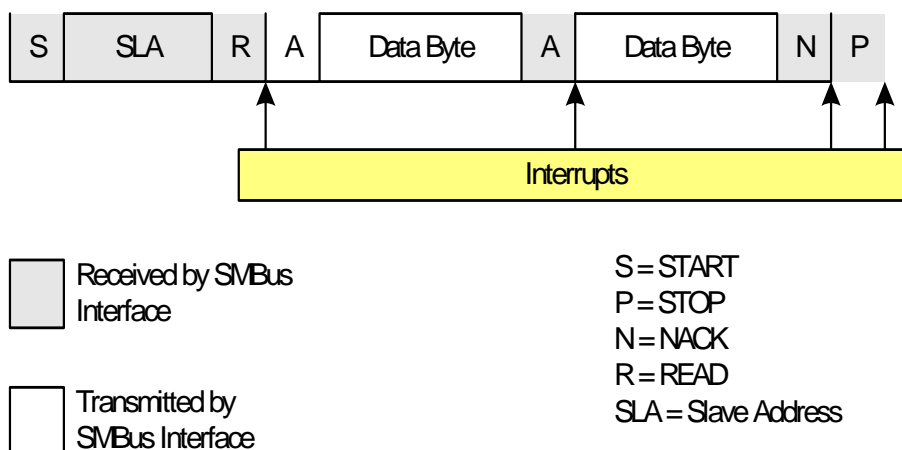 S SLA R A Data Byte A Data Byte N P
Interrupts
Received by SMBus
Interface
Transmitted by
SMBus Interface
S = START
P = STOP
N = NACK
R = READ
SLA = Slave Address